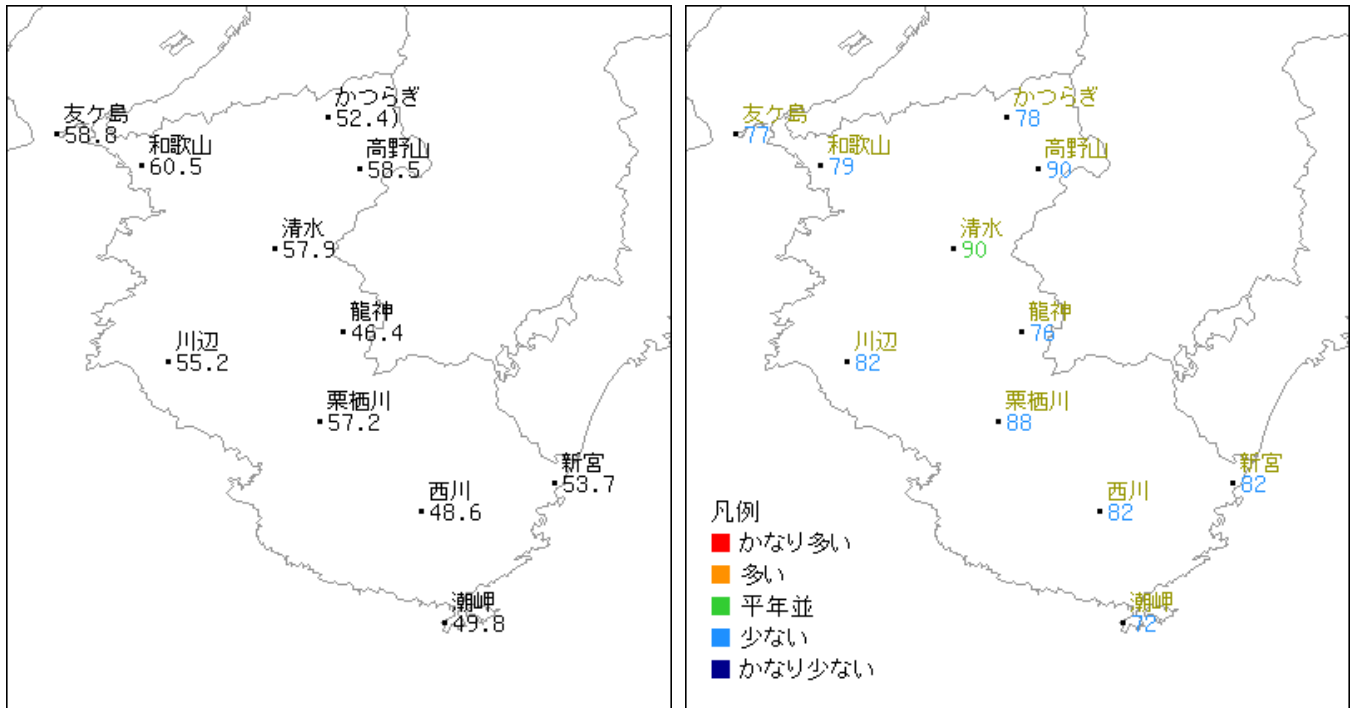 友ケ島
58.8
かつらぎ
52.4)
和歌山
60.5
高野山
58.5
清水
57.9
龍神
46.4
川辺
55.2
栗栖川
57.2
新宮
53.7
西川
48.6
潮岬
49.8
友ケ島
77
かつらぎ
78
和歌山
79
高野山
90
清水
90
龍神
76
川辺
82
栗栖川
88
新宮
82
西川
82
潮岬
72
凡例
かなり多い
多い
平年並
少ない
かなり少ない